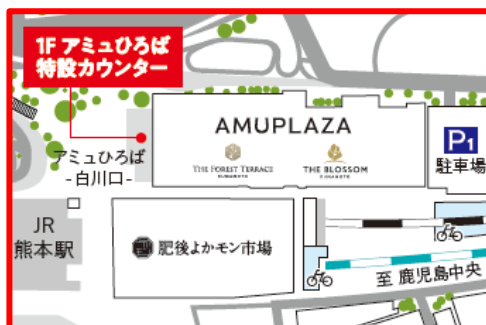 1F アミュひろば
特設カウンター
AMUPLAZA
THE FOREST TERRACE
KUMAMOTO
THE BLOSSOM
KUMAMOTO
P1
駐車場
アミュひろば
-白川口-
JR
熊本駅
肥後よかモン市場
至 鹿児島中央